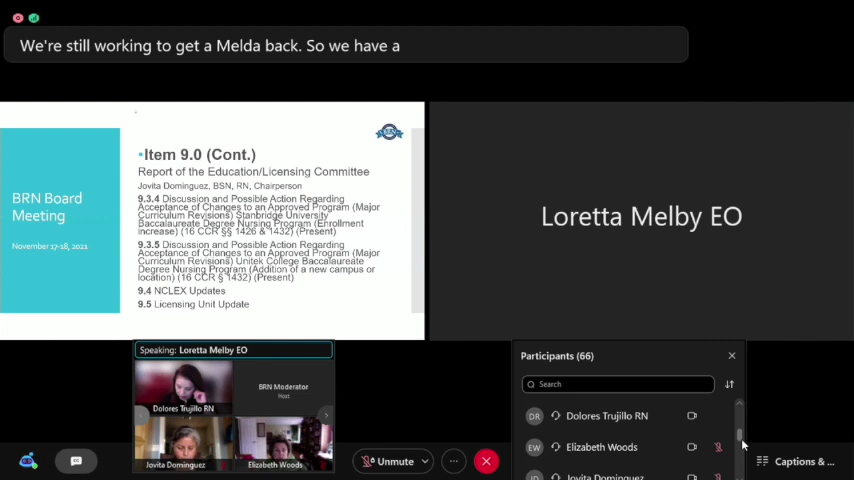 We're still working to get a Melda back. So we have a
BRN Board
Meeting
November 17-18, 2021
•Item 9.0 (Cont.)
Report of the Education/Licensing Committee
Jovita Dominguez, BSN, RN, Chairperson
9.3.4 Discussion and Possible Action Regarding
Acceptance of Changes to an Approved Program (Major
Curriculum Revisions) Stanbridge University
Baccalaureate Degree Nursing Program (Enrollment
increase) (16 CCR §§ 1426 & 1432) (Present)
9.3.5 Discussion and Possible Action Regarding
Acceptance of Changes to an Approved Program (Major
Curriculum Revisions) Unitek College Baccalaureate
Degree Nursing Program (Addition of a new campus or
location) (16 CCR § 1432) (Present)
9.4 NCLEX Updates
9.5 Licensing Unit Update
Loretta Melby EO
Speaking: Loretta Melby EO
Dolores Trujillo RN
BRN Moderator
Host
Jovita Dominguez
Elizabeth Woods
Unmute
Participants (66)
Search
DR Dolores Trujillo RN
EW Elizabeth Woods
JD Jovita Dominguez
Captions & ...